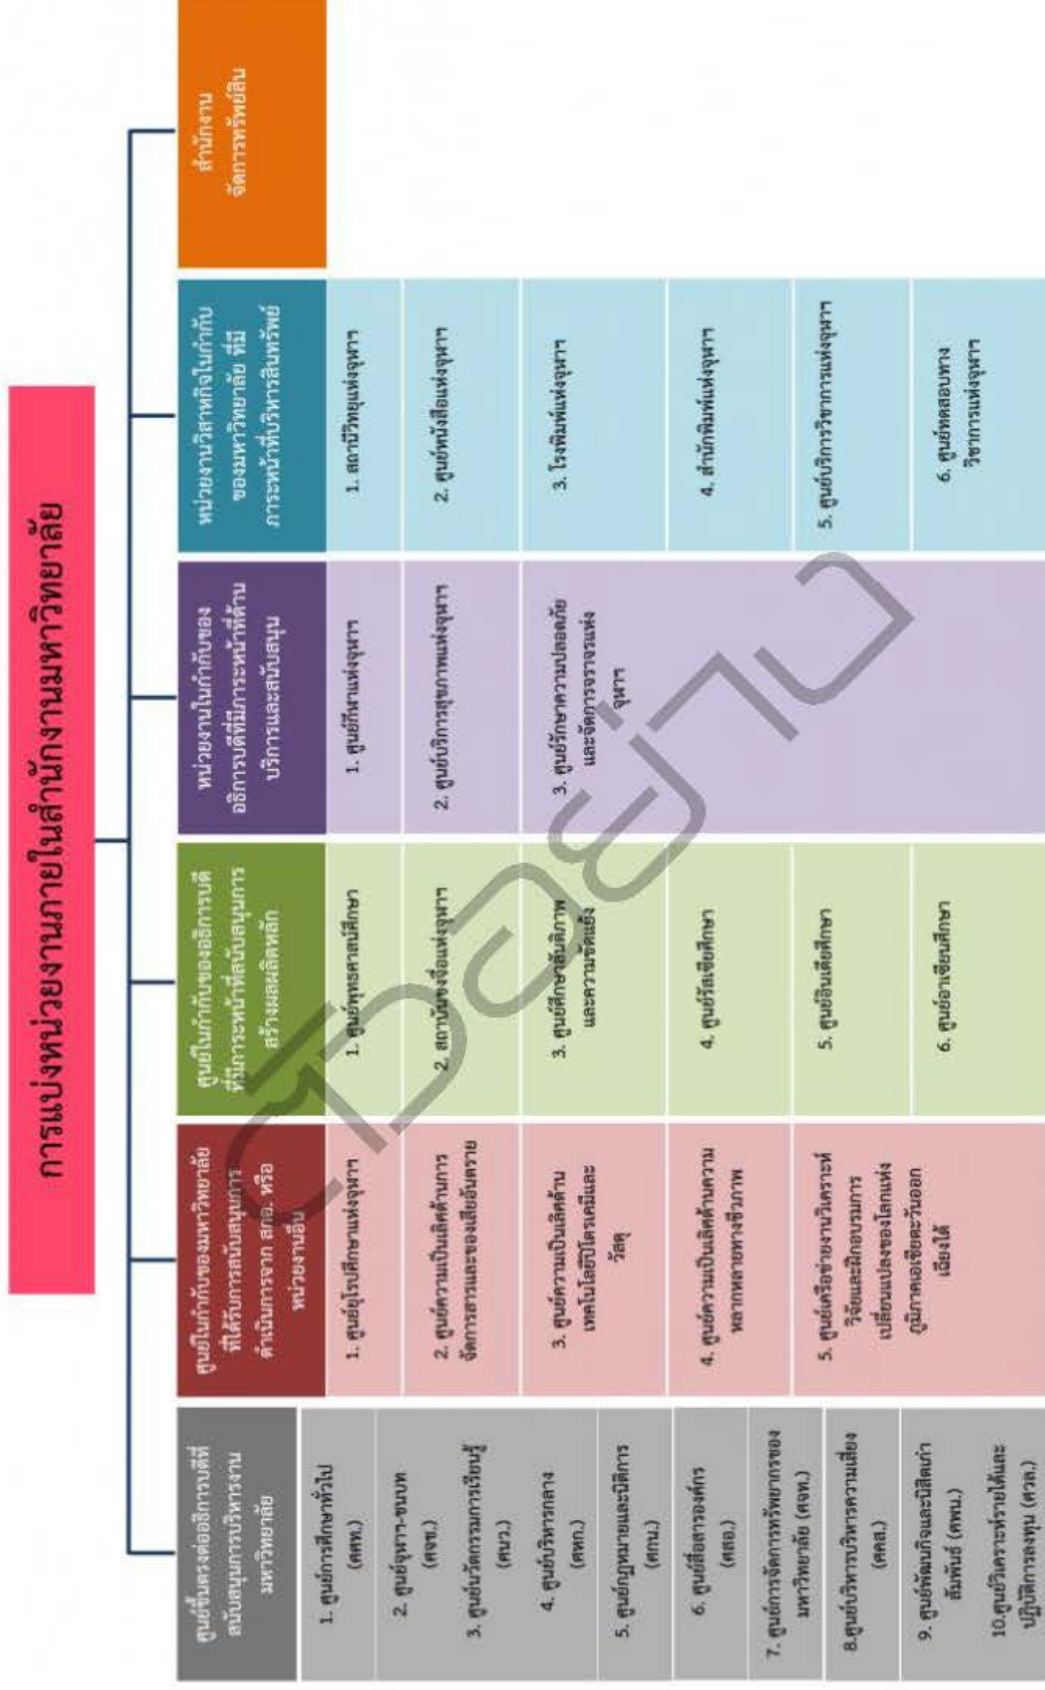 การแบ่งหน่วยงานภายในสำนักงานมหาวิทยาลัย
ศูนย์ขึ้นตรงต่ออธิการบดีที่
สนับสนุนการบริหารงาน
มหาวิทยาลัย
1. ศูนย์การศึกษาทั่วไป
(ศศท.)
2. ศูนย์จุฬาฯ-ชนบท
(ศจช.)
3. ศูนย์นวัตกรรมการเรียนรู้
(ศนว.)
4. ศูนย์บริหารกลาง
(ศหก.)
5. ศูนย์กฎหมายและนิติการ
(ศกน.)
6. ศูนย์สื่อสารองค์กร
(ศสอ.)
7. ศูนย์การจัดการทรัพยากรของ
มหาวิทยาลัย (ศจท.)
8.ศูนย์บริหารบริหารความเสี่ยง
(ศคส.)
9. ศูนย์พัฒนกิจและนิสิตเก่า
สัมพันธ์ (ศพน.)
10.ศูนย์วิเคราะห์รายได้และ
ปฏิบัติการลงทุน (ศวล.)
ศูนย์ในกำกับของมหาวิทยาลัย
ที่ได้รับการสนับสนุนการ
ดำเนินการจาก สกอ. หรือ
หน่วยงานอื่น
1. ศูนย์ยุโรปศึกษาแห่งจุฬาฯ
2. ศูนย์ความเป็นเลิศด้านการ
จัดการสารและของเสียอันตราย
3. ศูนย์ความเป็นเลิศด้าน
เทคโนโลยีปิโตรเคมีและ
วัสดุ
4. ศูนย์ความเป็นเลิศด้านความ
หลากหลายทางชีวภาพ
5. ศูนย์เครือข่ายงานวิเคราะห์
วิจัยและฝึกอบรมการ
เปลี่ยนแปลงของโลกแห่ง
ภูมิภาคเอเชียตะวันออก
เฉียงใต้
ศูนย์ในกำกับของอธิการบดี
ที่มีภาระหน้าที่สนับสนุนการ
สร้างผลผลิตหลัก
1. ศูนย์พุทธศาสน์ศึกษา
2. สถาบันขงจื่อแห่งจุฬาฯ
3. ศูนย์ศึกษาสันติภาพ
และความขัดแย้ง
4. ศูนย์รัสเซียศึกษา
5. ศูนย์อินเดียศึกษา
6. ศูนย์อาเซียนศึกษา
หน่วยงานในกำกับของ
อธิการบดีที่มีภาระหน้าที่ด้าน
บริการและสนับสนุน
1. ศูนย์กีฬาแห่งจุฬาฯ
2. ศูนย์บริการสุขภาพแห่งจุฬาฯ
3. ศูนย์รักษาความปลอดภัย
และจัดการจราจรแห่ง
จุฬาฯ
หน่วยงานวิสาหกิจในกำกับ
ของมหาวิทยาลัย ที่มี
ภาระหน้าที่บริหารสินทรัพย์
1. สถานีวิทยุแห่งจุฬาฯ
2. ศูนย์หนังสือแห่งจุฬาฯ
3. โรงพิมพ์แห่งจุฬาฯ
4. สำนักพิมพ์แห่งจุฬาฯ
5. ศูนย์บริการวิชาการแห่งจุฬาฯ
6. ศูนย์ทดสอบทาง
วิชาการแห่งจุฬาฯ
สำนักงาน
จัดการทรัพย์สิน
ตัวอย่าง